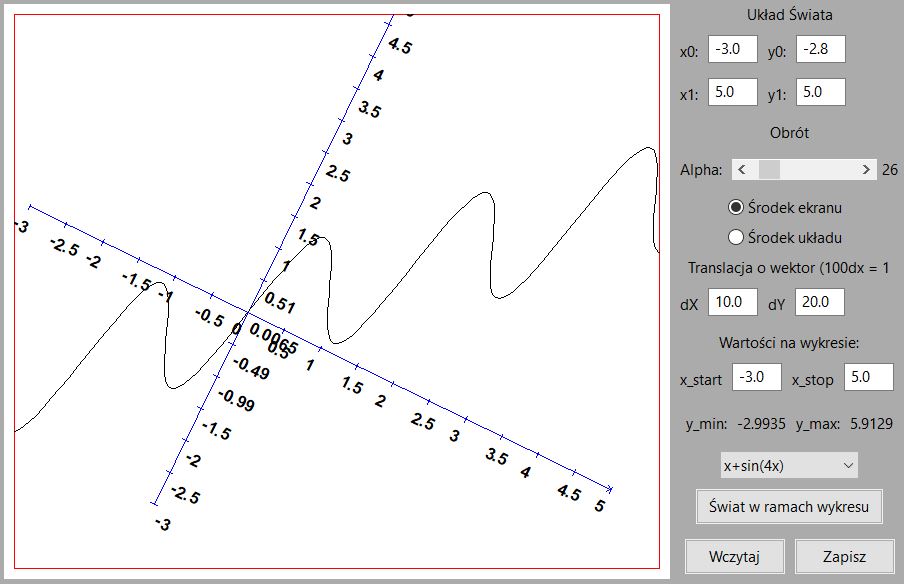 4.5
4
3.5
3
2.5
2
1.5
1
0.51
0.0065
-0.49
-0.99
-1.5
-2
-2.5
-3
-3
-2.5
-2
-1.5
-1
-0.5
0
0.5
1
1.5
2
2.5
3
3.5
4
4.5
5
Układ Świata
x0: -3.0 y0: -2.8
x1: 5.0 y1: 5.0
Obrót
Alpha: 26
Środek ekranu
Środek układu
Translacja o wektor (100dx = 1
dX 10.0 dY 20.0
Wartości na wykresie:
x_start -3.0 x_stop 5.0
y_min: -2.9935 y_max: 5.9129
x+sin(4x)
Świat w ramach wykresu
Wczytaj Zapisz